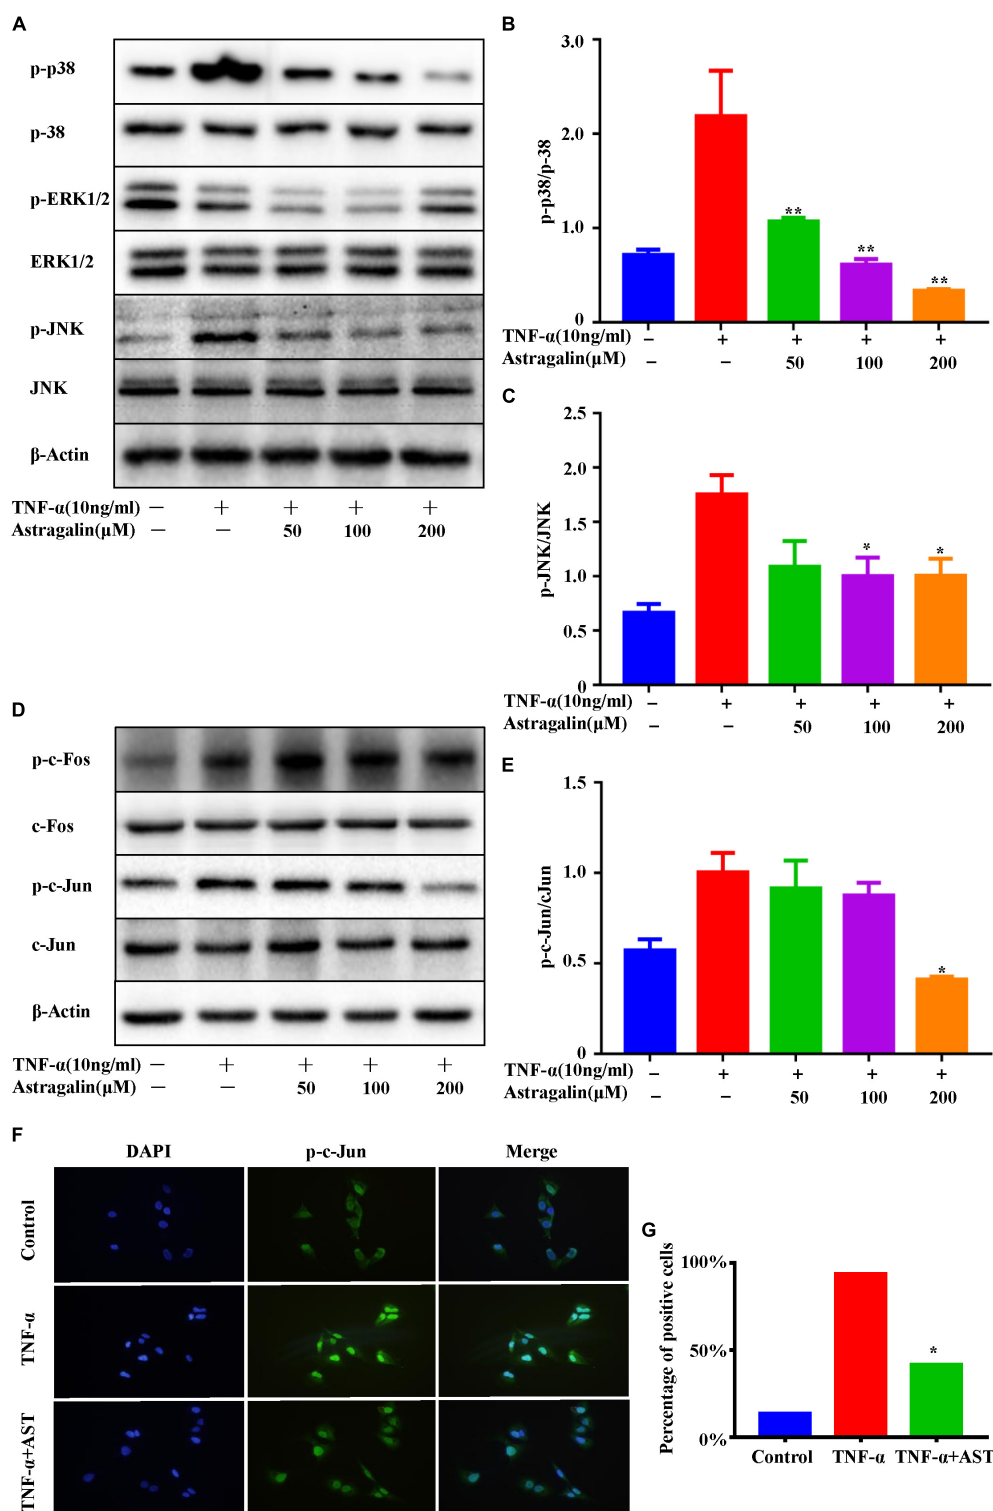 A
p-p38
p-38
p-ERK1/2
ERK1/2
p-JNK
JNK
β-Actin
TNF-α(10ng/ml) – + + + +
Astragalin(μM) – – 50 100 200
B
p-p38/p-38
3.0
2.0
1.0
0
** ** **
TNF-α(10ng/ml) – + + + +
Astragalin(μM) – – 50 100 200
C
p-JNK/JNK
2.5
2.0
1.5
1.0
0.5
0
* *
TNF-α(10ng/ml) – + + + +
Astragalin(μM) – – 50 100 200
D
p-c-Fos
c-Fos
p-c-Jun
c-Jun
β-Actin
TNF-α(10ng/ml) – + + + +
Astragalin(μM) – – 50 100 200
E
p-c-Jun/cJun
1.5
1.0
0.5
0
*
TNF-α(10ng/ml) – + + + +
Astragalin(μM) – – 50 100 200
F
DAPI p-c-Jun Merge
Control
TNF-α
TNF-α+AST
G
Percentage of positive cells
100%
50%
0%
*
Control TNF-α TNF-α+AST